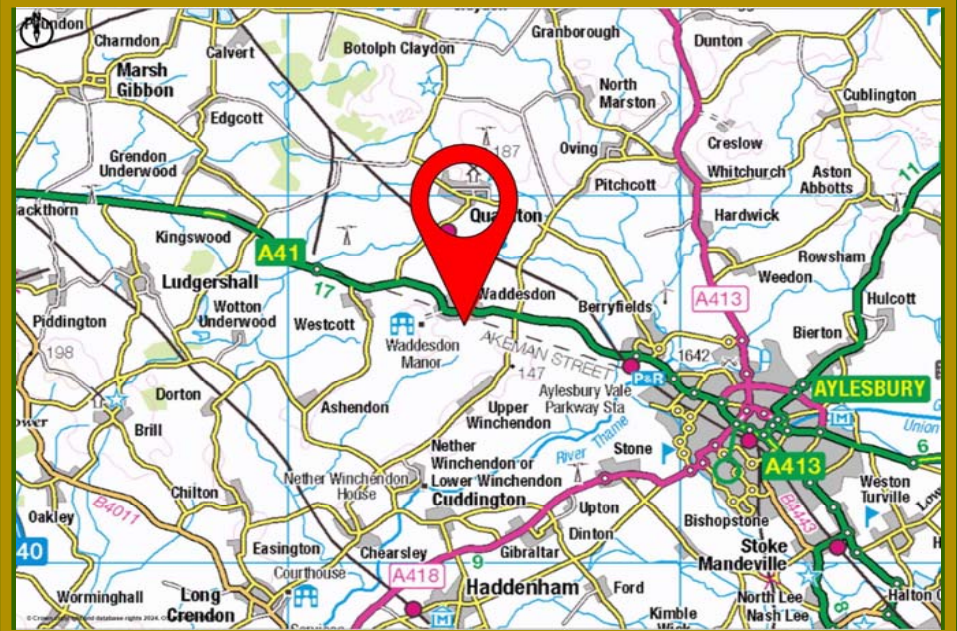 Charndon
Calvert
Botolph Claydon
Granborough
Dunton
Marsh
Gibbon
North
Marston
Cublington
Edgcott
187
Oving
Creslow
Grendon
Underwood
Pitchcott
Whitchurch
Aston
Abbotts
11
Hardwick
Kingswood
A41
Rowsham
Ludgershall
17
Waddesdon
Berryfields
A413
Weedon
Hulcott
Piddington
Wotton
Underwood
Westcott
Waddesdon
Manor
AKEMAN STREET
1642
Bierton
198
147
P&R
AYLESBURY
Dorton
Aylesbury Vale
Parkway Sta
Ashendon
Upper
Winchendon
Brill
Thame
River
Stone
Union
6
Nether
Winchendon or
Lower Winchendon
A413
Nether Winchendon
House
Cuddington
Weston
Turville
Chilton
B4011
Upton
B4443
Oakley
Dinton
Bishopstone
40
Easington
Chearsley
Gibraltar
Stoke
Mandeville
Courthouse
A418
9
Haddenham
Ford
North Lee
Nash Lee
Worminghall
Long
Crendon
Kimble
8